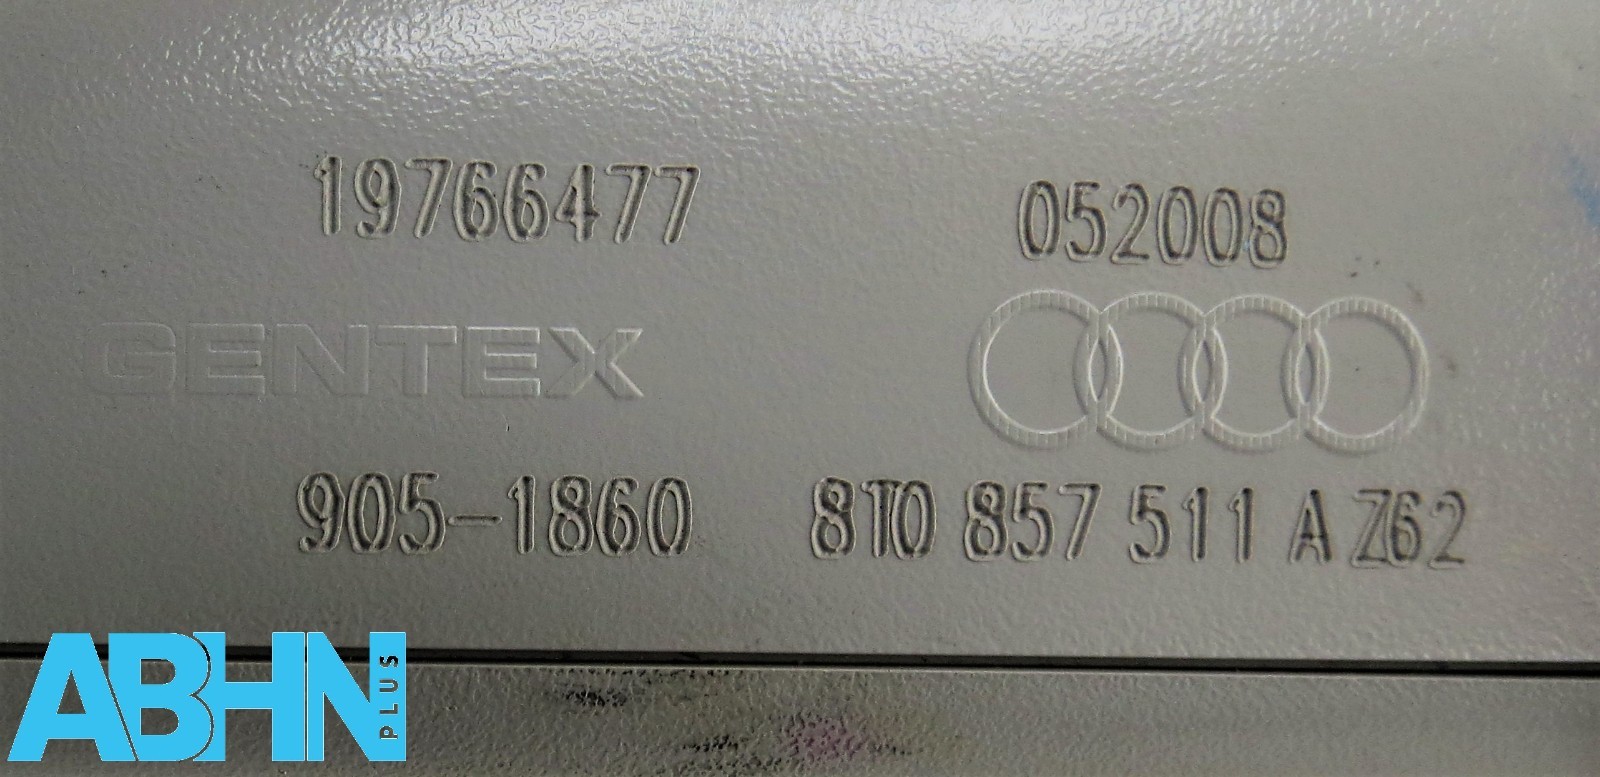 19766477 052008
GENTEX
905-1860 8T0 857 511 A Z62
ABHN
PLUS